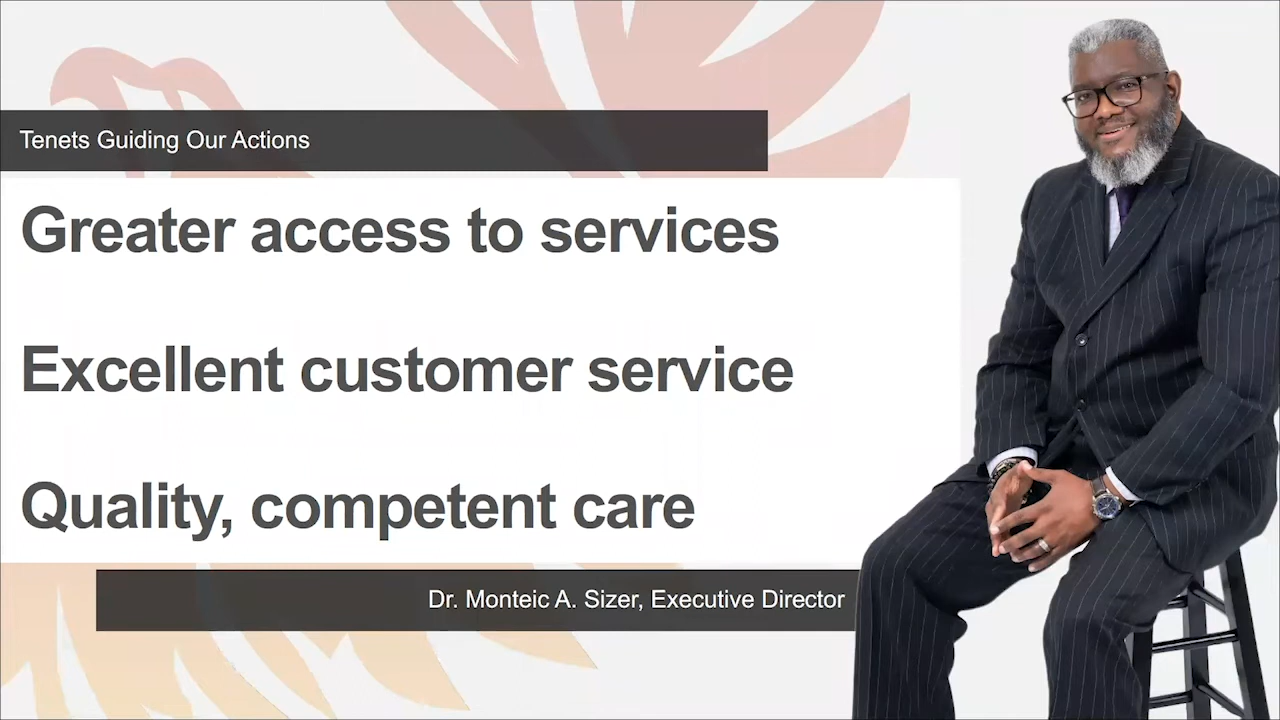 Tenets Guiding Our Actions
Greater access to services
Excellent customer service
Quality, competent care
Dr. Monteic A. Sizer, Executive Director